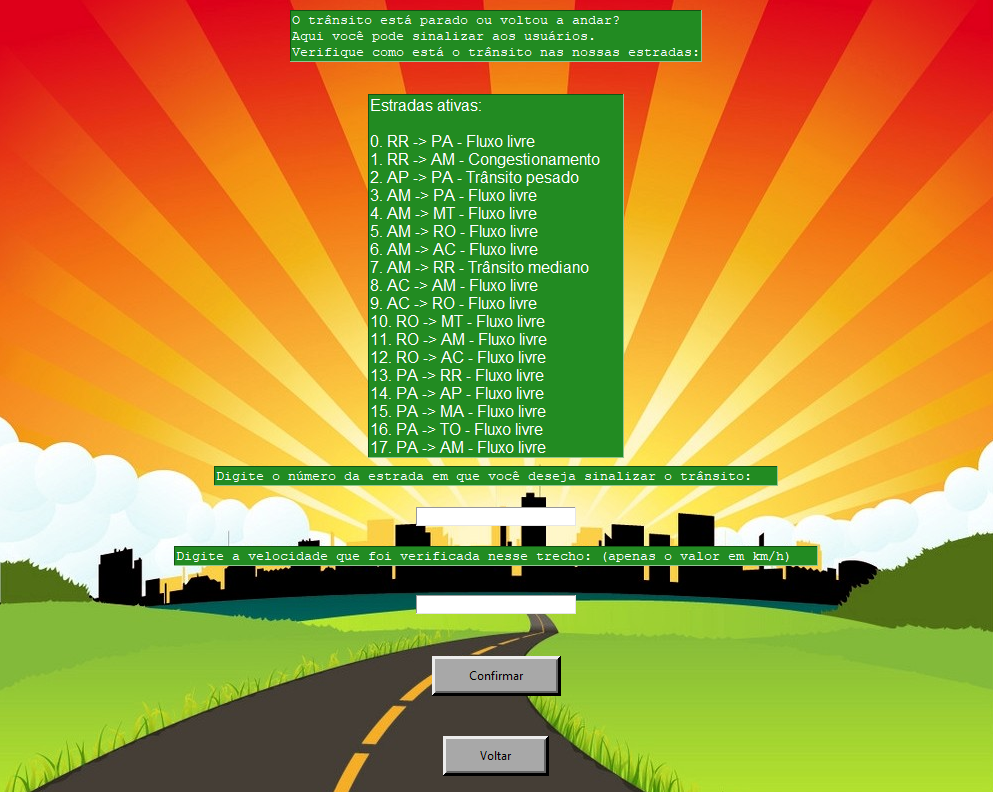 O trânsito está parado ou voltou a andar?
Aqui você pode sinalizar aos usuários.
Verifique como está o trânsito nas nossas estradas:
Estradas ativas:
0. RR -> PA - Fluxo livre
1. RR -> AM - Congestionamento
2. AP -> PA - Trânsito pesado
3. AM -> PA - Fluxo livre
4. AM -> MT - Fluxo livre
5. AM -> RO - Fluxo livre
6. AM -> AC - Fluxo livre
7. AM -> RR - Trânsito mediano
8. AC -> AM - Fluxo livre
9. AC -> RO - Fluxo livre
10. RO -> MT - Fluxo livre
11. RO -> AM - Fluxo livre
12. RO -> AC - Fluxo livre
13. PA -> RR - Fluxo livre
14. PA -> AP - Fluxo livre
15. PA -> MA - Fluxo livre
16. PA -> TO - Fluxo livre
17. PA -> AM - Fluxo livre
Digite o número da estrada em que você deseja sinalizar o trânsito:
Digite a velocidade que foi verificada nesse trecho: (apenas o valor em km/h)
Confirmar
Voltar